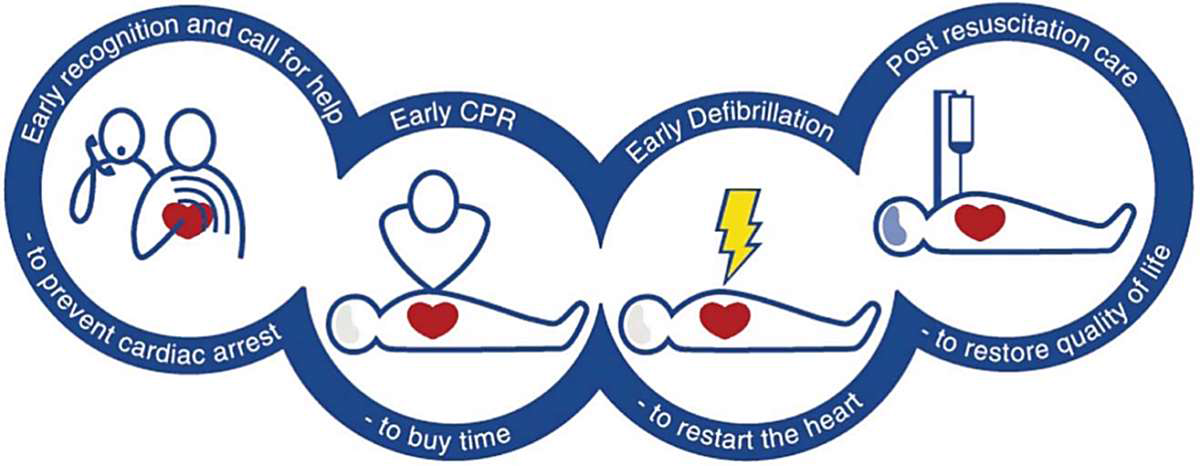 Early recognition and call for help
- to prevent cardiac arrest
Early CPR
- to buy time
Early Defibrillation
- to restart the heart
Post resuscitation care
- to restore quality of life